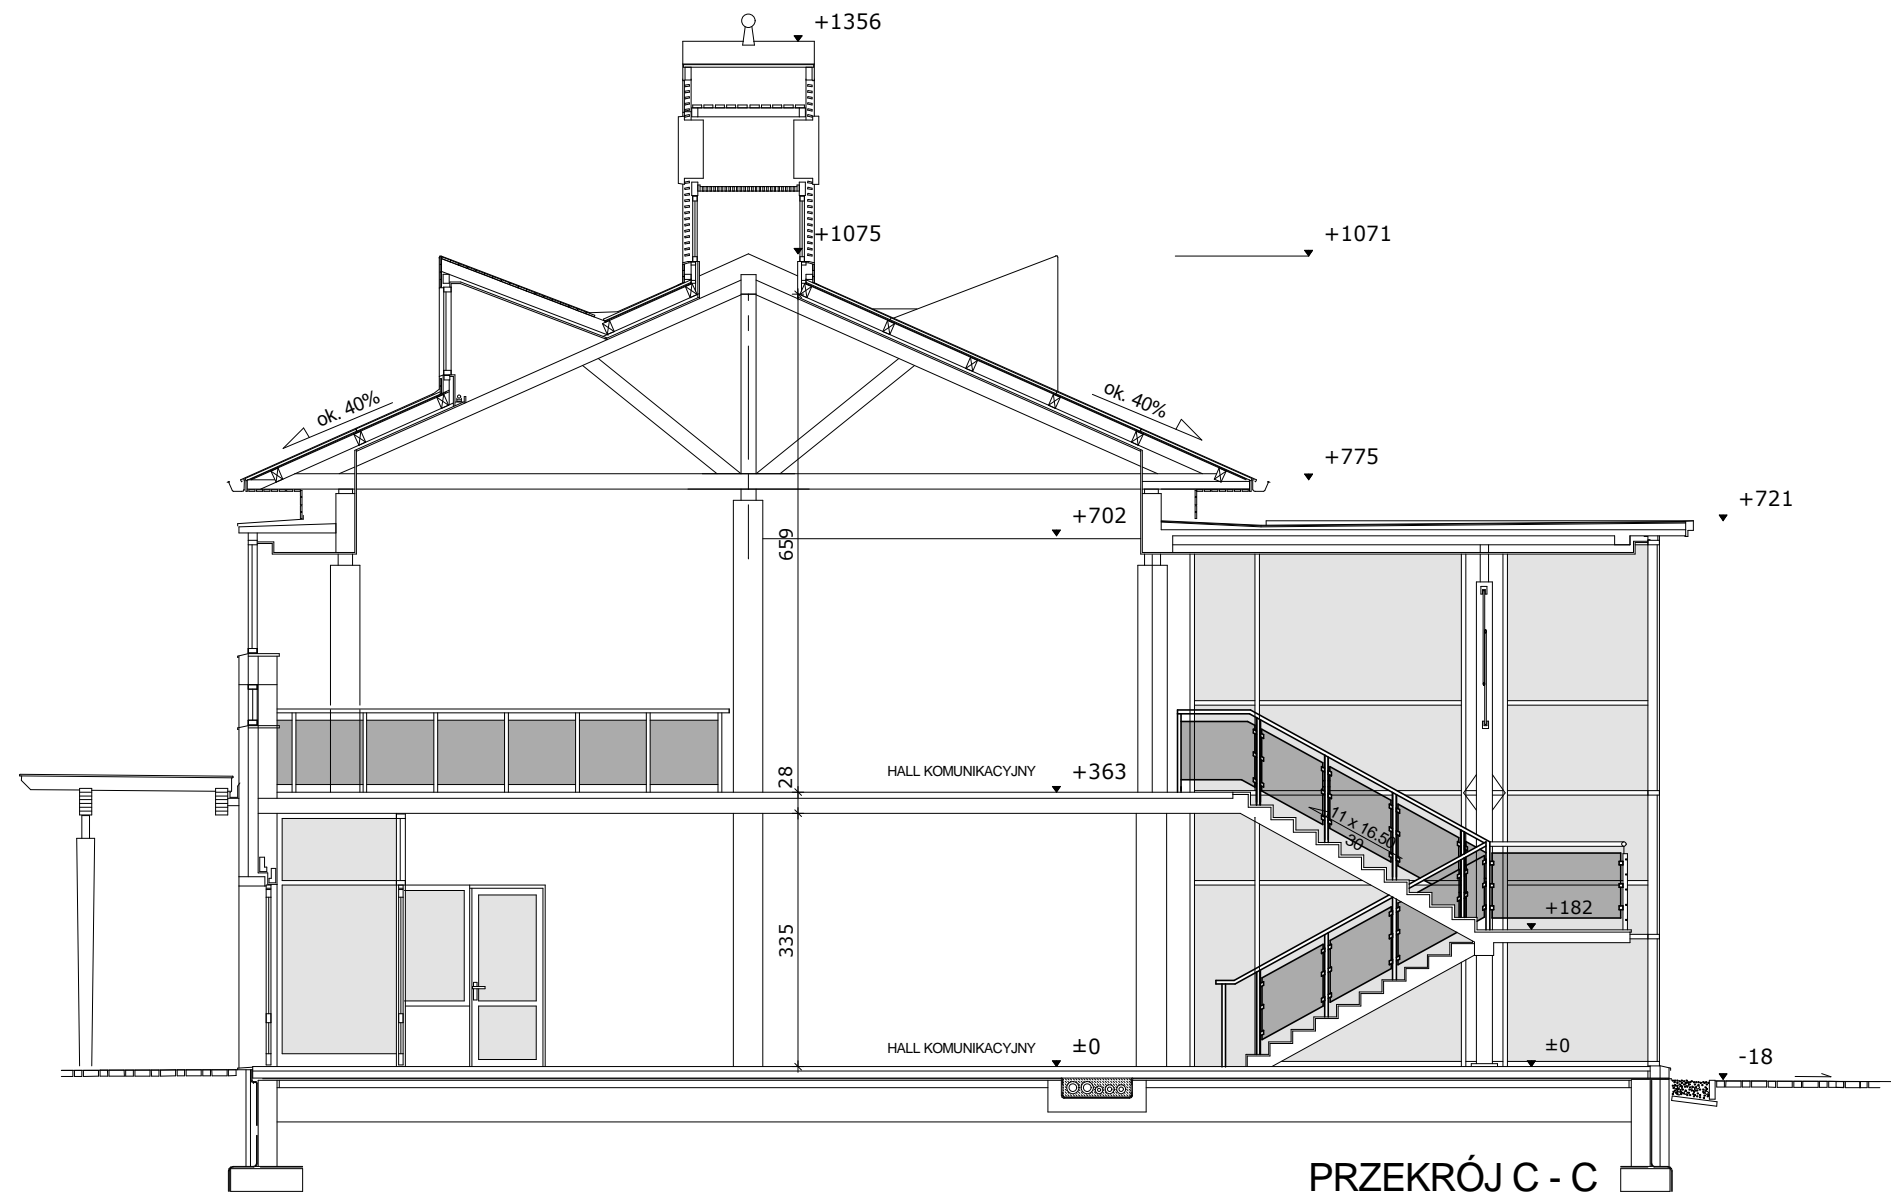 +1356
+1075
+1071
ok. 40%
ok. 40%
+775
+721
+702
659
28
HALL KOMUNIKACYJNY +363
11 x 16.50
30
+182
335
HALL KOMUNIKACYJNY ±0
±0
-18
PRZEKRÓJ C - C